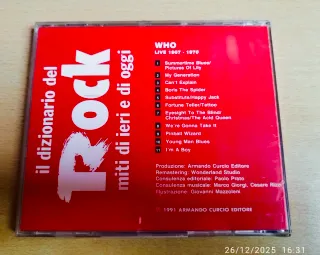 il dizionario del
Rock
miti di ieri e di oggi
WHO
LIVE 1967 - 1979
1 Summertime Blues/
Pictures Of Lily
2 My Generation
3 Can't Explain
4 Boris The Spider
5 Substitute/Happy Jack
6 Fortune Teller/Tattoo
7 Eyesight To The Blind/
Christmas/The Acid Queen
8 We're Gonna Take It
9 Pinball Wizard
10 Young Man Blues
11 I'm A Boy
Produzione: Armando Curcio Editore
Remastering: Wonderland Studio
Consulenza editoriale: Paolo Prato
Consulenza musicale: Marco Giorgi, Cesare
Illustrazione: Giovanni Mazzoleni
1991 ARMANDO CURCIO EDITORE
26/12/2025 16:31